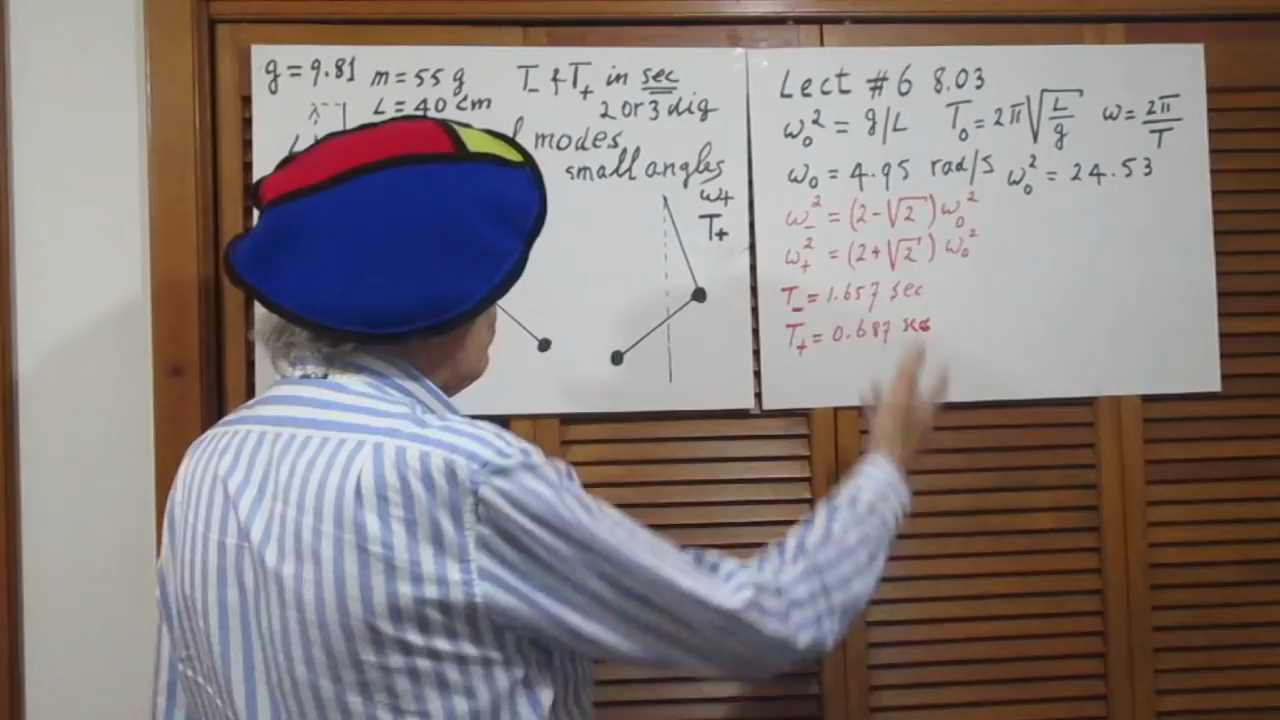 g = 9.81 m = 55 g T₋ & T₊ in sec
L = 40 cm 2 or 3 dig
modes
small angles
ω₊
T₊
Lect #6 8.03
ω₀² = g/L T₀ = 2π√(L/g) ω = 2π/T
ω₀ = 4.95 rad/s ω₀² = 24.53
ω₋² = (2-√2)ω₀²
ω₊² = (2+√2)ω₀²
T₋ = 1.657 sec
T₊ = 0.687 sec